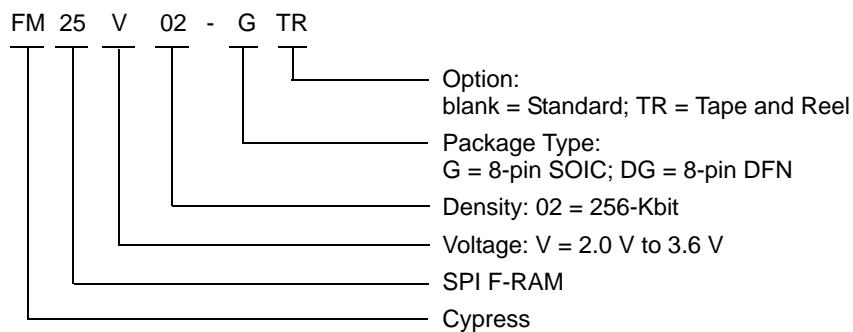 FM 25 V 02 - G TR
Option:
blank = Standard; TR = Tape and Reel
Package Type:
G = 8-pin SOIC; DG = 8-pin DFN
Density: 02 = 256-Kbit
Voltage: V = 2.0 V to 3.6 V
SPI F-RAM
Cypress